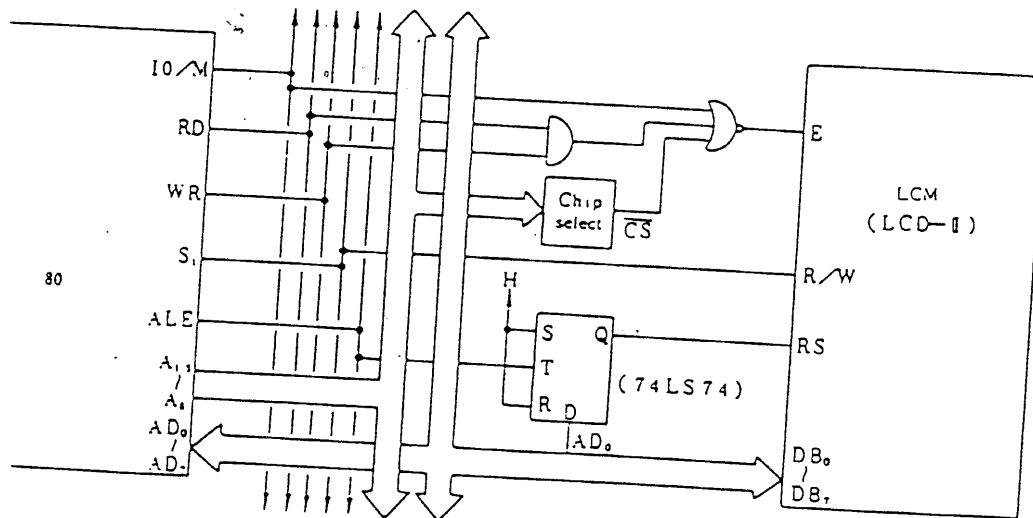 IO/M
RD
WR
S₁
80
ALE
A₁₅
A₈
AD₀
AD₇
Chip
select
CS
H
S Q
T
R D
(74LS74)
AD₀
E
LCM
(LCD-Ⅱ)
R/W
RS
DB₀
DB₇